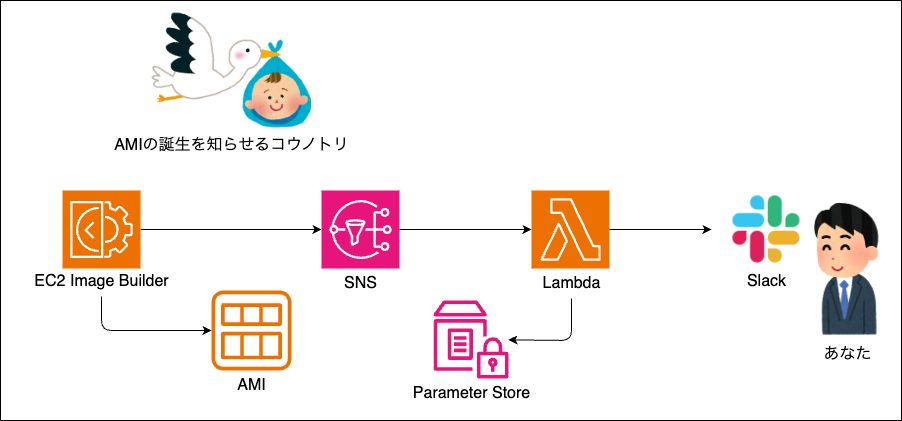 AMIの誕生を知らせるコウノトリ
EC2 Image Builder
SNS
Lambda
Slack
あなた
AMI
Parameter Store